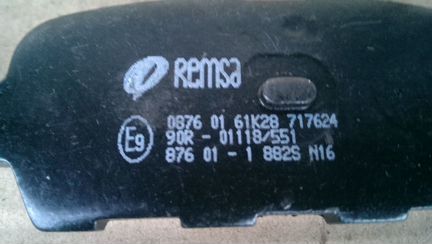 Remsa
0876 01 61K28 717624
E9
90R - 01118/551
876 01 - 1 882S N16